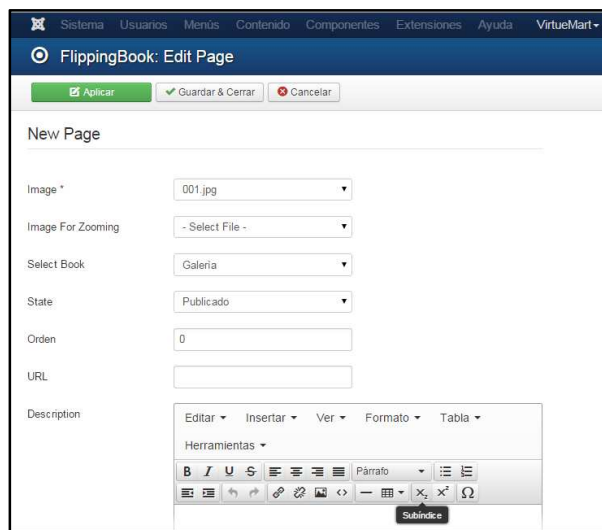 Sistema Usuarios Menús Contenido Componentes Extensiones Ayuda VirtueMart
FlippingBook: Edit Page
Aplicar Guardar & Cerrar Cancelar
New Page
Image * 001.jpg
Image For Zooming - Select File -
Select Book Galería
State Publicado
Orden 0
URL
Description Editar Insertar Ver Formato Tabla
Herramientas
B I U S Párrafo
X₂ X² Ω
Subíndice